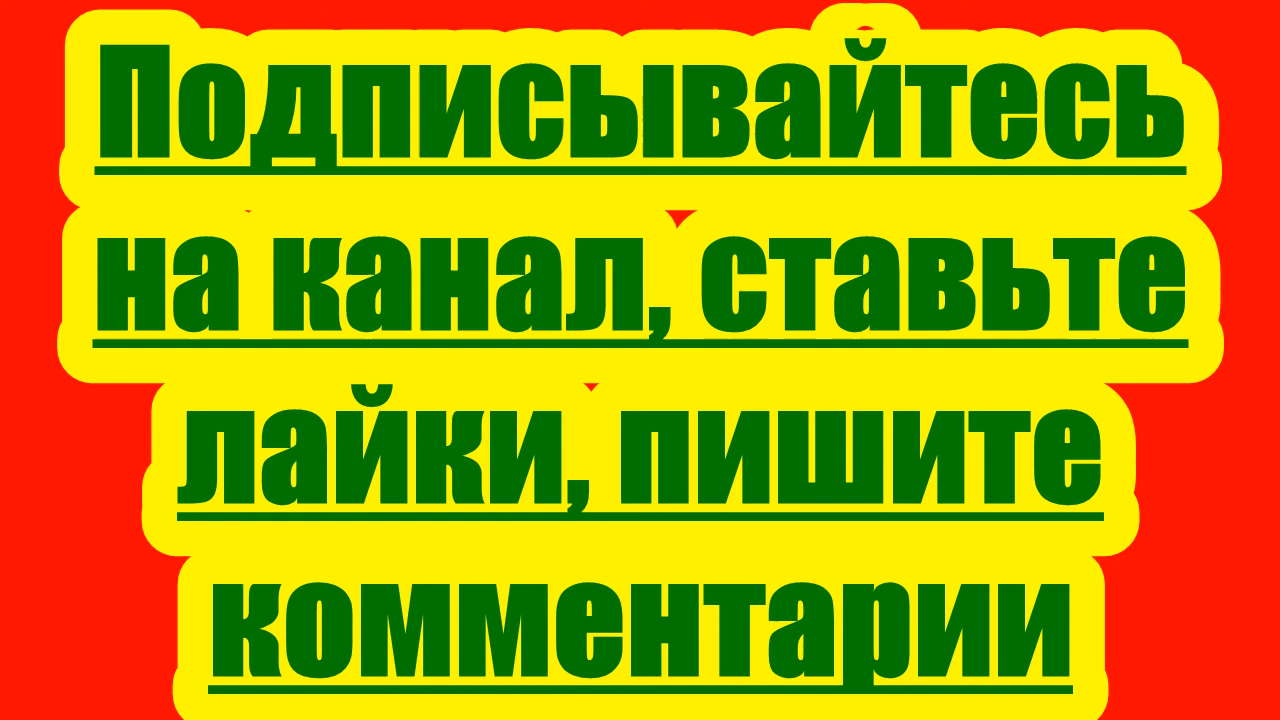 Подписывайтесь
на канал, ставьте
лайки, пишите
комментарии